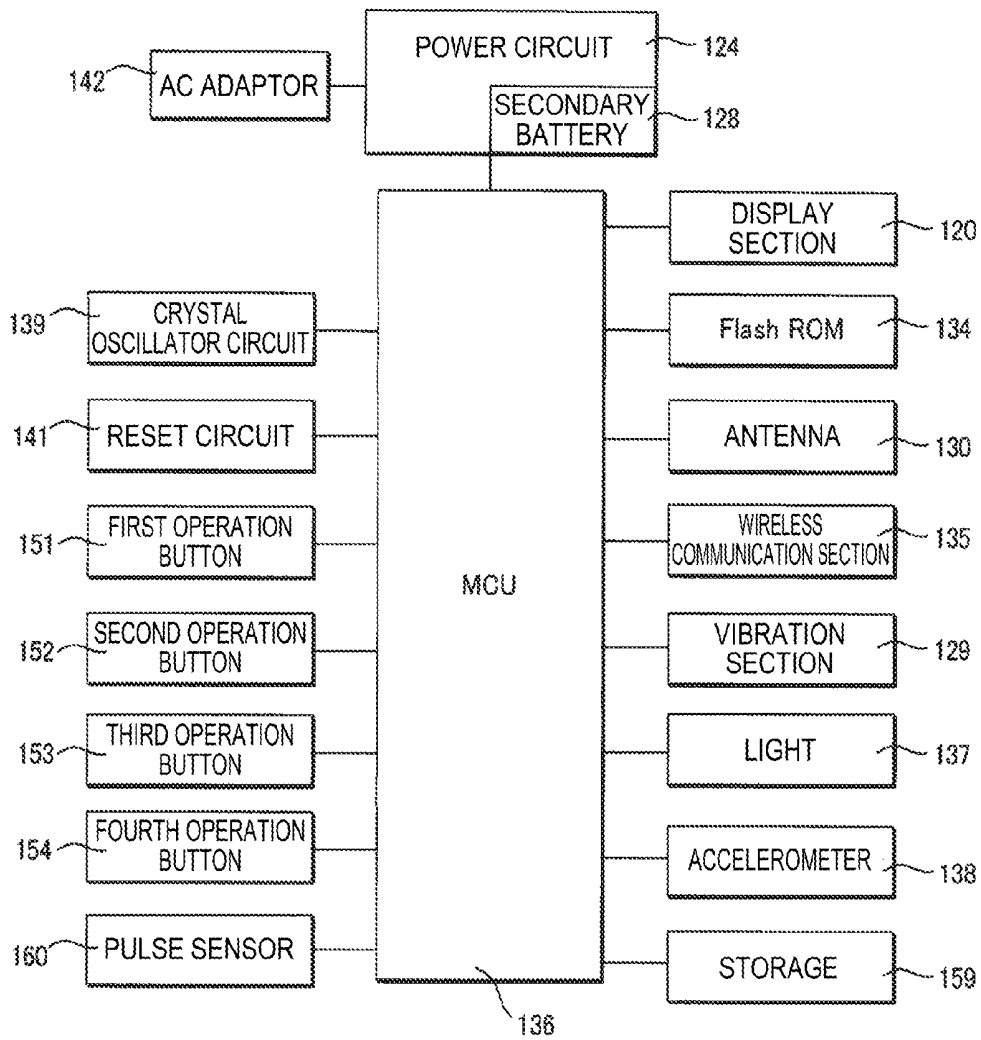 POWER CIRCUIT
124
142
AC ADAPTOR
SECONDARY
BATTERY
128
DISPLAY
SECTION
120
139
CRYSTAL
OSCILLATOR CIRCUIT
Flash ROM
134
141
RESET CIRCUIT
ANTENNA
130
151
FIRST OPERATION
BUTTON
WIRELESS
COMMUNICATION SECTION
135
MCU
152
SECOND OPERATION
BUTTON
VIBRATION
SECTION
129
153
THIRD OPERATION
BUTTON
LIGHT
137
154
FOURTH OPERATION
BUTTON
ACCELEROMETER
138
160
PULSE SENSOR
STORAGE
159
136